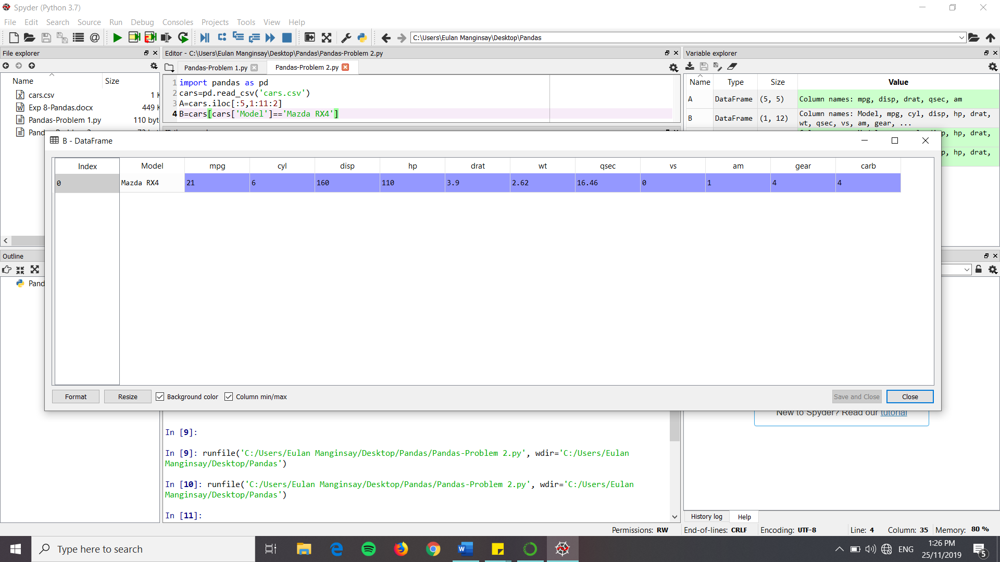 Spyder (Python 3.7)
File Edit Search Source Run Debug Consoles Projects Tools View Help
C:\Users\Eulan Manginsay\Desktop\Pandas
File explorer
Name Size
cars.csv 1 K
Exp 8-Pandas.docx 449 K
Pandas-Problem 1.py 110 byt
Pand
Editor - C:\Users\Eulan Manginsay\Desktop\Pandas\Pandas-Problem 2.py
Pandas-Problem 1.py Pandas-Problem 2.py
1 import pandas as pd
2 cars=pd.read_csv('cars.csv')
3 A=cars.iloc[:5,1:11:2]
4 B=cars[cars['Model']=='Mazda RX4']
Variable explorer
Name Type Size Value
A DataFrame (5, 5) Column names: mpg, disp, drat, qsec, am
B DataFrame (1, 12) Column names: Model, mpg, cyl, disp, hp, drat,
wt, qsec, vs, am, gear, ...
p, hp, drat,
p, hp, drat,
B - DataFrame
Index Model mpg cyl disp hp drat wt qsec vs am gear carb
0 Mazda RX4 21 6 160 110 3.9 2.62 16.46 0 1 4 4
Format Resize Background color Column min/max Save and Close Close
Outline
Pand
New to Spyder? Read our tutorial
In [9]:
In [9]: runfile('C:/Users/Eulan Manginsay/Desktop/Pandas/Pandas-Problem 2.py', wdir='C:/Users/Eulan
Manginsay/Desktop/Pandas')
In [10]: runfile('C:/Users/Eulan Manginsay/Desktop/Pandas/Pandas-Problem 2.py', wdir='C:/Users/Eulan
Manginsay/Desktop/Pandas')
In [11]:
History log Help
Permissions: RW End-of-lines: CRLF Encoding: UTF-8 Line: 4 Column: 35 Memory: 80 %
Type here to search
ENG
1:26 PM
25/11/2019
5